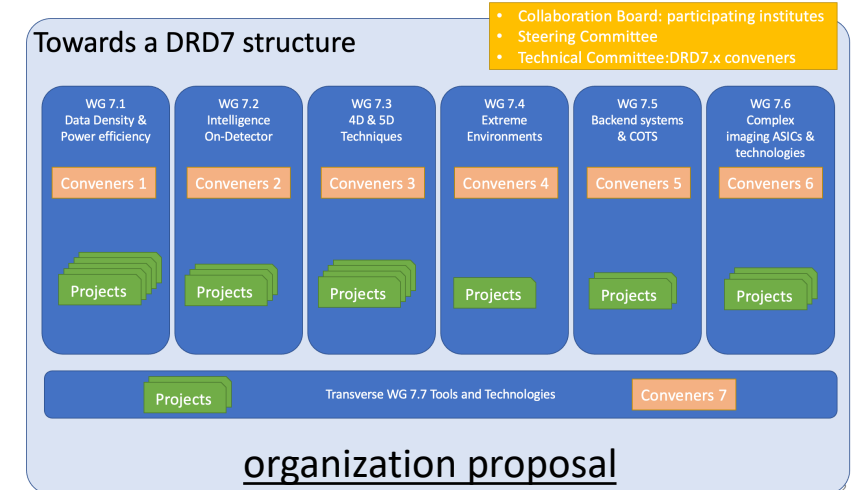 • Collaboration Board: participating institutes
• Steering Committee
• Technical Committee:DRD7.x conveners
Towards a DRD7 structure
WG 7.1
Data Density &
Power efficiency
Conveners 1
Projects
WG 7.2
Intelligence
On-Detector
Conveners 2
Projects
WG 7.3
4D & 5D
Techniques
Conveners 3
Projects
WG 7.4
Extreme
Environments
Conveners 4
Projects
WG 7.5
Backend systems
& COTS
Conveners 5
Projects
WG 7.6
Complex
imaging ASICs &
technologies
Conveners 6
Projects
Projects
Transverse WG 7.7 Tools and Technologies
Conveners 7
organization proposal